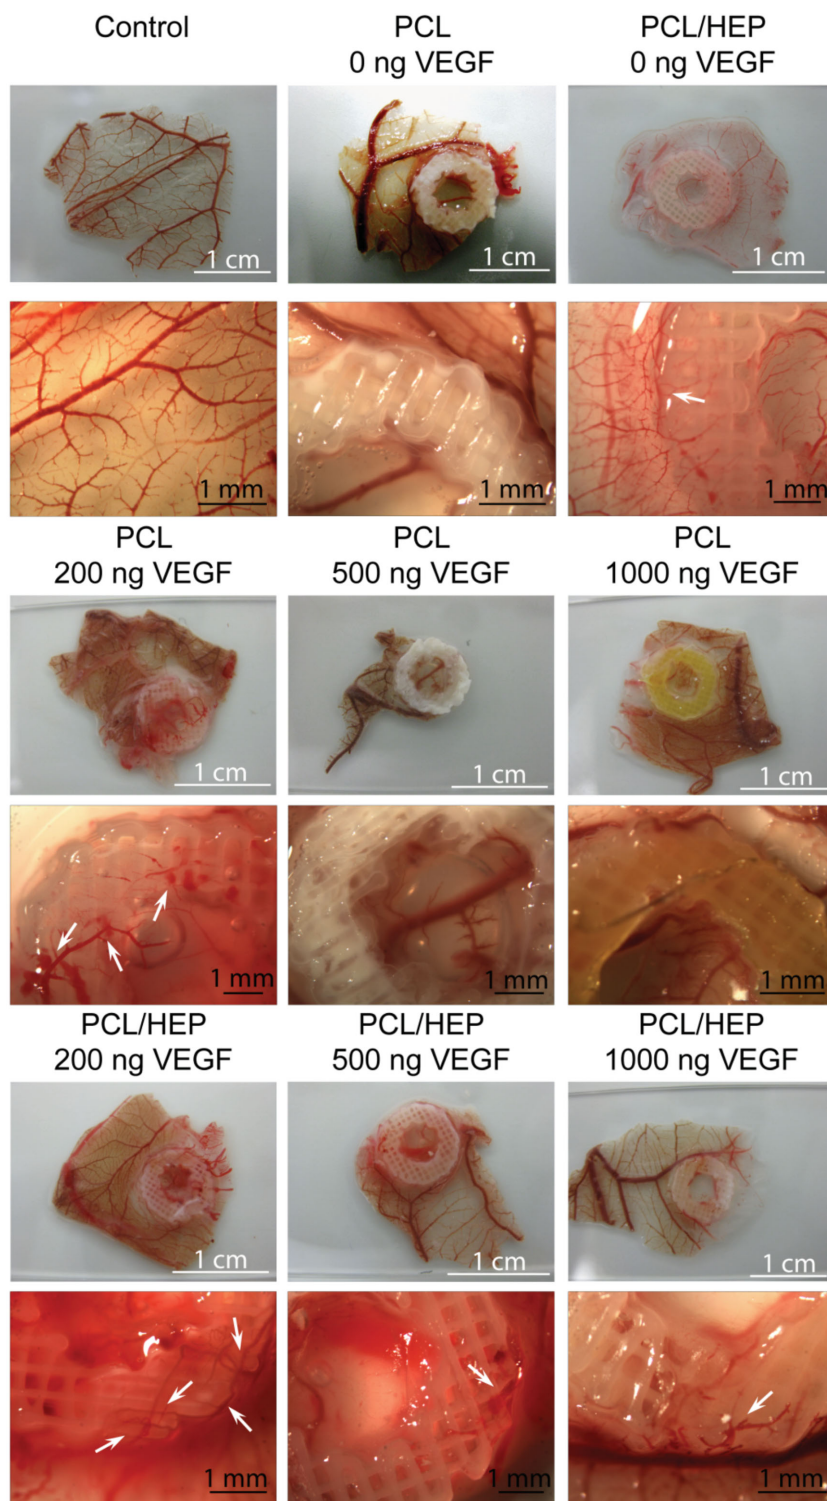 Control
PCL
0 ng VEGF
PCL/HEP
0 ng VEGF
1 cm
1 cm
1 cm
1 mm
1 mm
1 mm
PCL
200 ng VEGF
PCL
500 ng VEGF
PCL
1000 ng VEGF
1 cm
1 cm
1 cm
1 mm
1 mm
1 mm
PCL/HEP
200 ng VEGF
PCL/HEP
500 ng VEGF
PCL/HEP
1000 ng VEGF
1 cm
1 cm
1 cm
1 mm
1 mm
1 mm